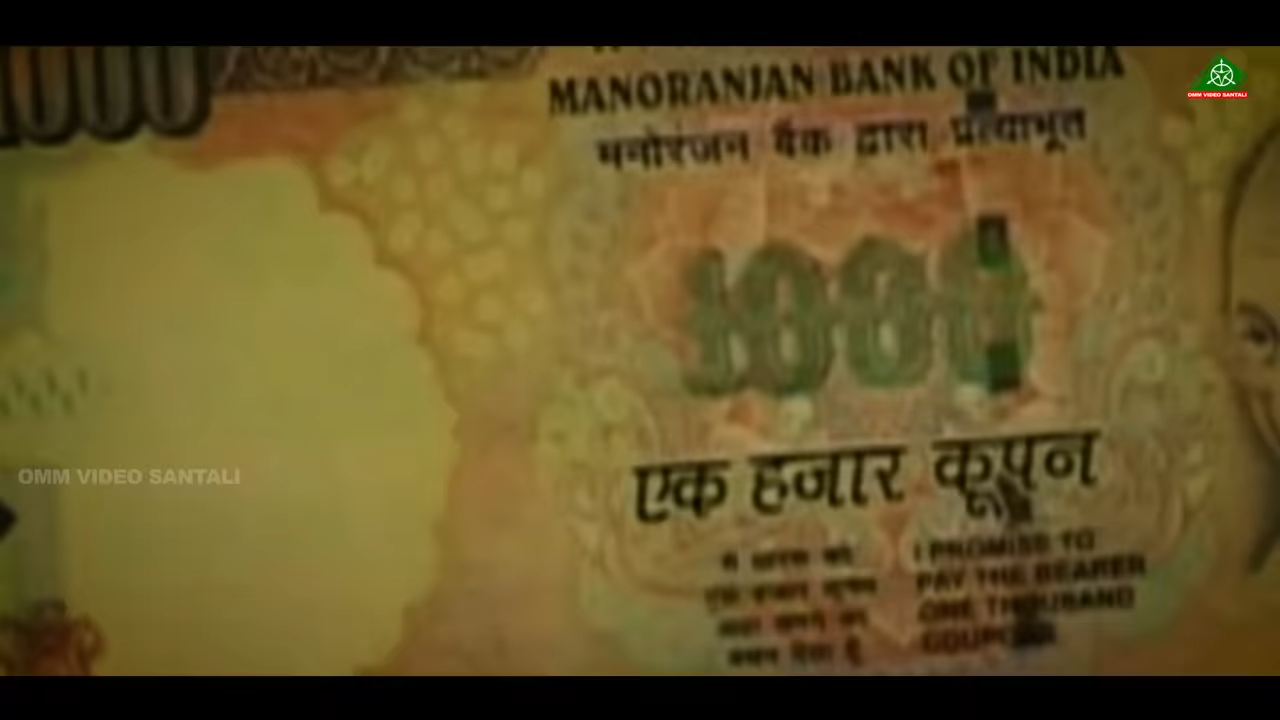 1000
MANORANJAN BANK OF INDIA
मनोरंजन बैंक द्वारा प्रत्याभूत
1000
एक हजार कूपन
I PROMISE TO
PAY THE BEARER
ONE THOUSAND
COUPON
OMM VIDEO SANTALI
OMM VIDEO SANTALI